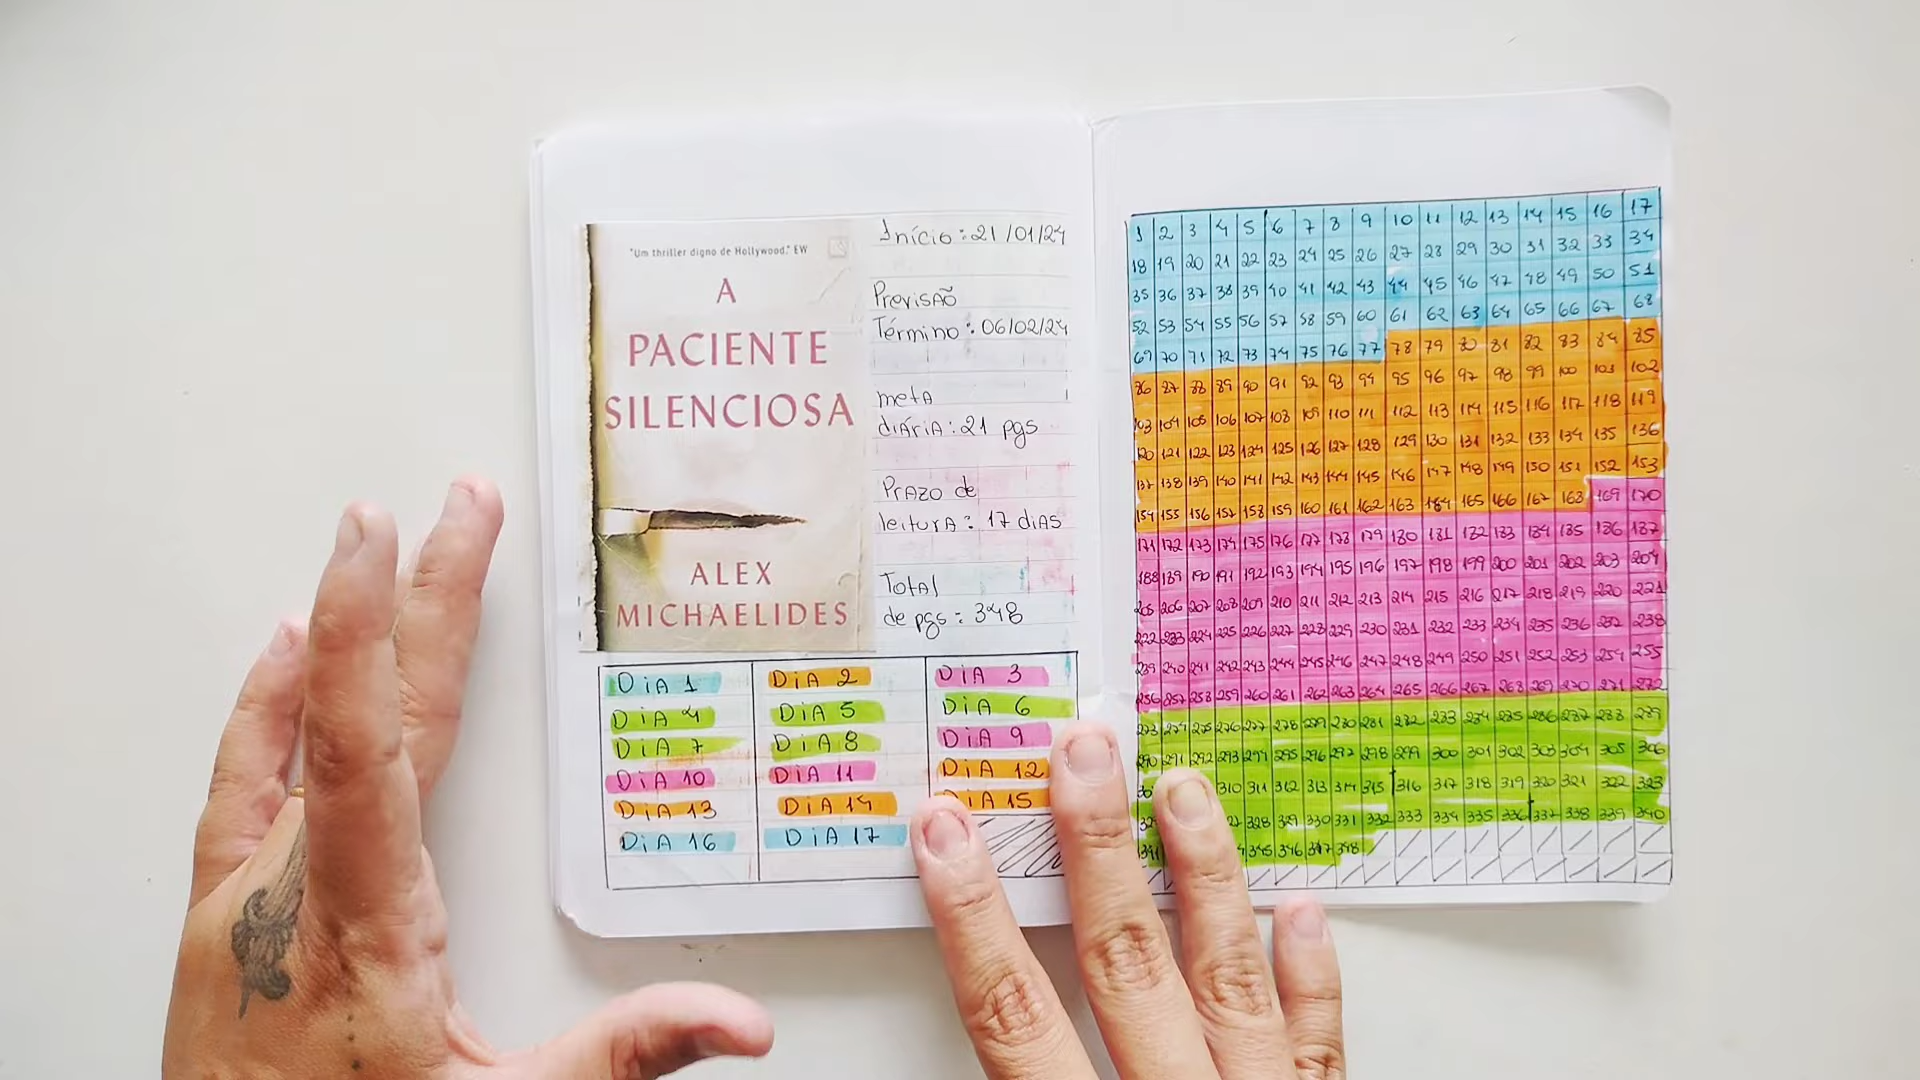 "Um thriller digno de Hollywood." EW
A
PACIENTE
SILENCIOSA
ALEX
MICHAELIDES
Início: 21/01/24
Previsão
Término: 06/02/24
meta
diária: 21 pgs
Prazo de
leitura: 17 dias
Total
de pgs: 348
DiA 1 DiA 2 DiA 3
DiA 4 DiA 5 DiA 6
DiA 7 DiA 8 DiA 9
DiA 10 DiA 11 DiA 12
DiA 13 DiA 14 DiA 15
DiA 16 DiA 17
1 2 3 4 5 6 7 8 9 10 11 12 13 14 15 16 17
18 19 20 21 22 23 24 25 26 27 28 29 30 31 32 33 34
35 36 37 38 39 40 41 42 43 44 45 46 47 48 49 50 51
52 53 54 55 56 57 58 59 60 61 62 63 64 65 66 67 68
69 70 71 72 73 74 75 76 77 78 79 80 81 82 83 84 85
86 87 88 89 90 91 92 93 94 95 96 97 98 99 100 101 102
103 104 105 106 107 108 109 110 111 112 113 114 115 116 117 118 119
120 121 122 123 124 125 126 127 128 129 130 131 132 133 134 135 136
137 138 139 140 141 142 143 144 145 146 147 148 149 150 151 152 153
154 155 156 157 158 159 160 161 162 163 164 165 166 167 168 169 170
171 172 173 174 175 176 177 178 179 180 181 182 183 184 185 186 187
188 189 190 191 192 193 194 195 196 197 198 199 200 201 202 203 204
205 206 207 208 209 210 211 212 213 214 215 216 217 218 219 220 221
222 223 224 225 226 227 228 229 230 231 232 233 234 235 236 237 238
239 240 241 242 243 244 245 246 247 248 249 250 251 252 253 254 255
256 257 258 259 260 261 262 263 264 265 266 267 268 269 270 271 272
273 274 275 276 277 278 279 280 281 282 283 284 285 286 287 288 289
290 291 292 293 294 295 296 297 298 299 300 301 302 303 304 305 306
310 311 312 313 314 315 316 317 318 319 320 321 322 323
328 329 330 331 332 333 334 335 336 337 338 339 340
341 345 346 347 348